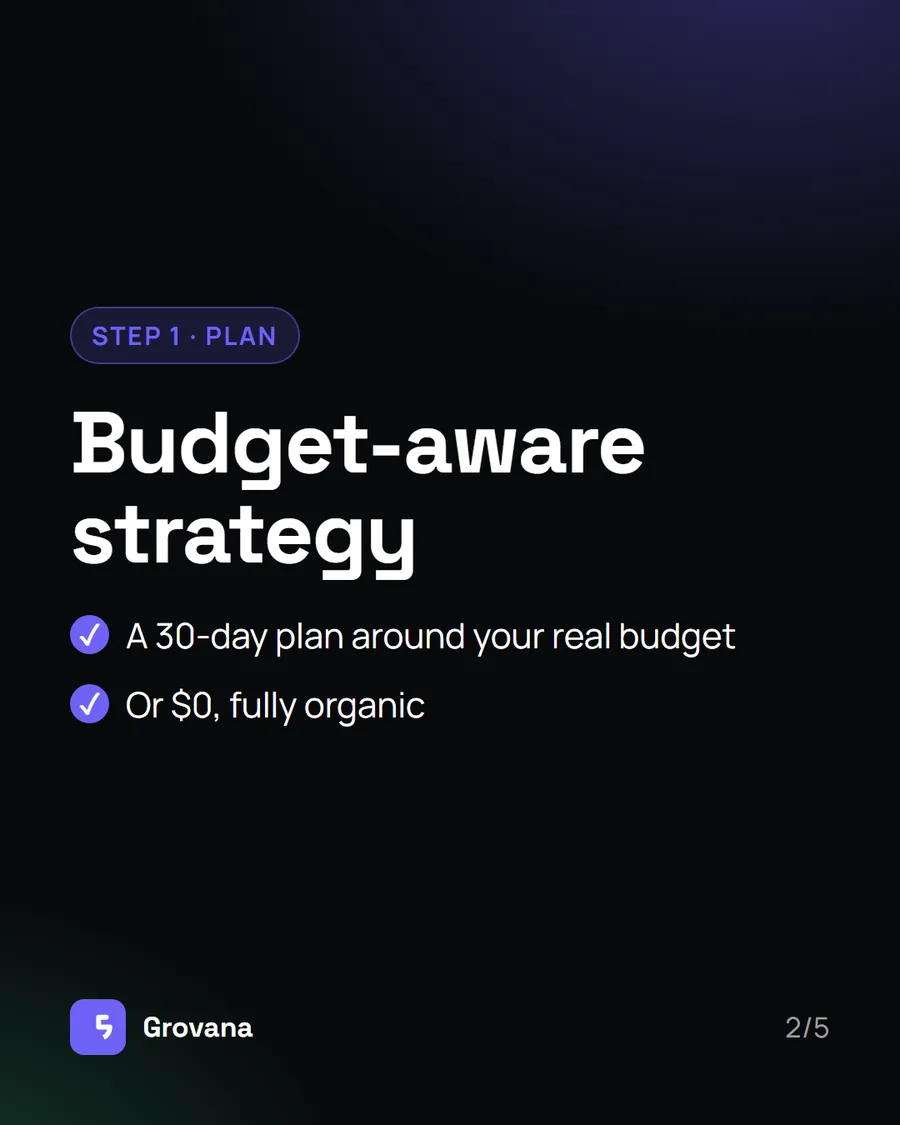 STEP 1 · PLAN
Budget-aware
strategy
✓ A 30-day plan around your real budget
✓ Or $0, fully organic
Grovana
2/5